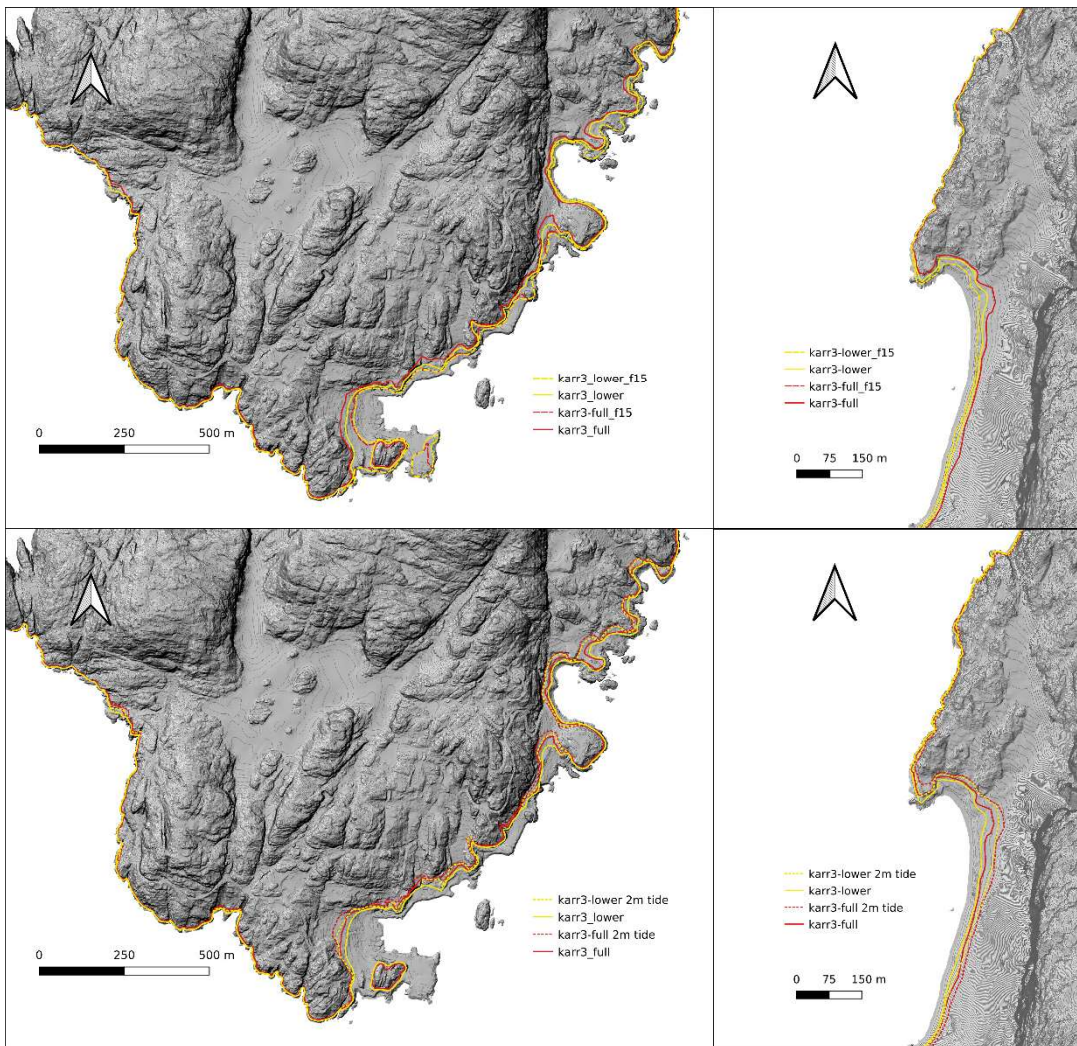 karr3_lower_f15
karr3_lower
karr3-full_f15
karr3_full
0 250 500 m
karr3-lower_f15
karr3-lower
karr3-full_f15
karr3-full
0 75 150 m
karr3-lower 2m tide
karr3_lower
karr3-full 2m tide
karr3_full
0 250 500 m
karr3-lower 2m tide
karr3-lower
karr3-full 2m tide
karr3-full
0 75 150 m